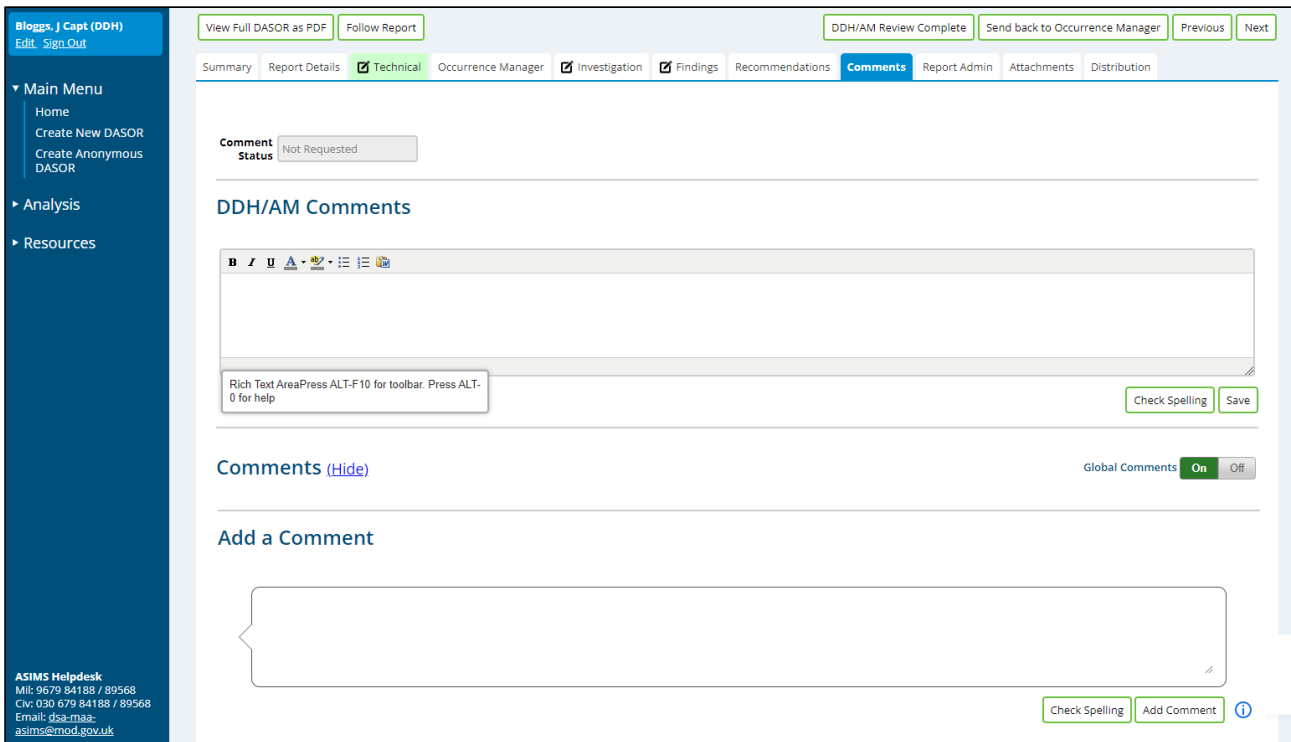 Bloggs, J Capt (DDH)
Edit Sign Out
Main Menu
Home
Create New DASOR
Create Anonymous
DASOR
Analysis
Resources
ASIMS Helpdesk
Mil: 9679 84188 / 89568
Civ: 030 679 84188 / 89568
Email: dsa-maa-
asims@mod.gov.uk
View Full DASOR as PDF Follow Report DDH/AM Review Complete Send back to Occurrence Manager Previous Next
Summary Report Details Technical Occurrence Manager Investigation Findings Recommendations Comments Report Admin Attachments Distribution
Comment
Status Not Requested
DDH/AM Comments
B I U A ab
Rich Text AreaPress ALT-F10 for toolbar. Press ALT-
0 for help
Check Spelling Save
Comments (Hide) Global Comments On Off
Add a Comment
Check Spelling Add Comment